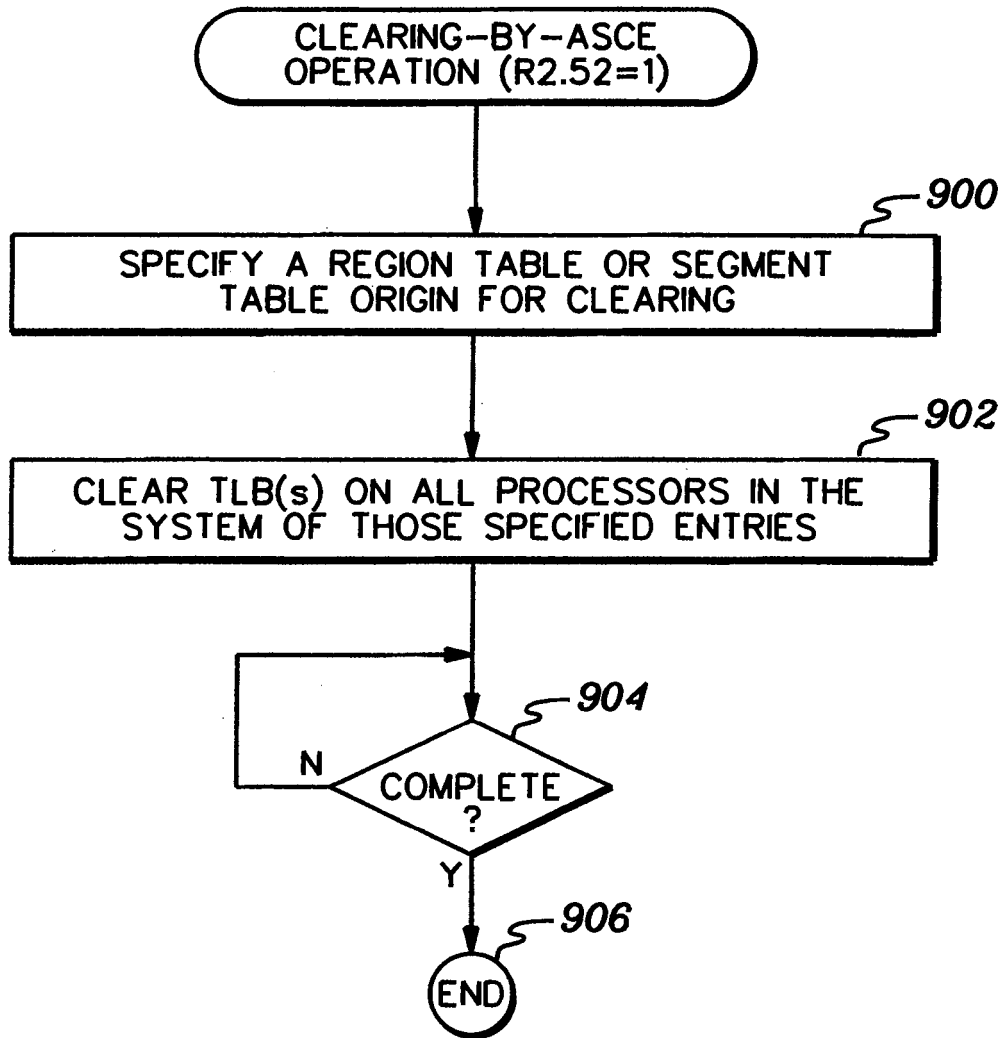 CLEARING-BY-ASCE
OPERATION (R2.52=1)
900
SPECIFY A REGION TABLE OR SEGMENT
TABLE ORIGIN FOR CLEARING
902
CLEAR TLB(s) ON ALL PROCESSORS IN THE
SYSTEM OF THOSE SPECIFIED ENTRIES
904
N
COMPLETE
?
Y
906
END